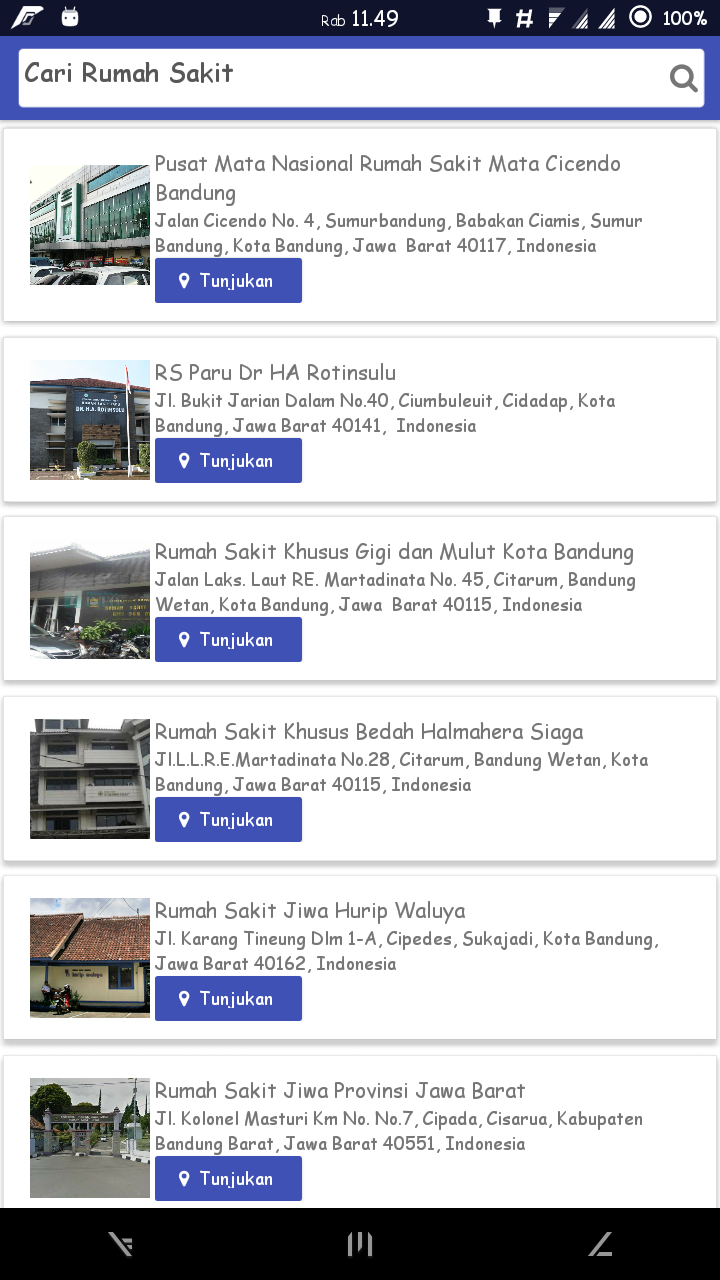 Rab 11.49 100%
Cari Rumah Sakit
Pusat Mata Nasional Rumah Sakit Mata Cicendo
Bandung
Jalan Cicendo No. 4, Sumurbandung, Babakan Ciamis, Sumur
Bandung, Kota Bandung, Jawa Barat 40117, Indonesia
Tunjukan
DR. H.A. ROTINSULU
RS Paru Dr HA Rotinsulu
Jl. Bukit Jarian Dalam No.40, Ciumbuleuit, Cidadap, Kota
Bandung, Jawa Barat 40141, Indonesia
Tunjukan
Rumah Sakit Khusus Gigi dan Mulut Kota Bandung
Jalan Laks. Laut RE. Martadinata No. 45, Citarum, Bandung
Wetan, Kota Bandung, Jawa Barat 40115, Indonesia
Tunjukan
Rumah Sakit Khusus Bedah Halmahera Siaga
Jl.L.L.R.E.Martadinata No.28, Citarum, Bandung Wetan, Kota
Bandung, Jawa Barat 40115, Indonesia
Tunjukan
hurip waluya
Rumah Sakit Jiwa Hurip Waluya
Jl. Karang Tineung Dlm 1-A, Cipedes, Sukajadi, Kota Bandung,
Jawa Barat 40162, Indonesia
Tunjukan
Rumah Sakit Jiwa Provinsi Jawa Barat
Jl. Kolonel Masturi Km No. No.7, Cipada, Cisarua, Kabupaten
Bandung Barat, Jawa Barat 40551, Indonesia
Tunjukan